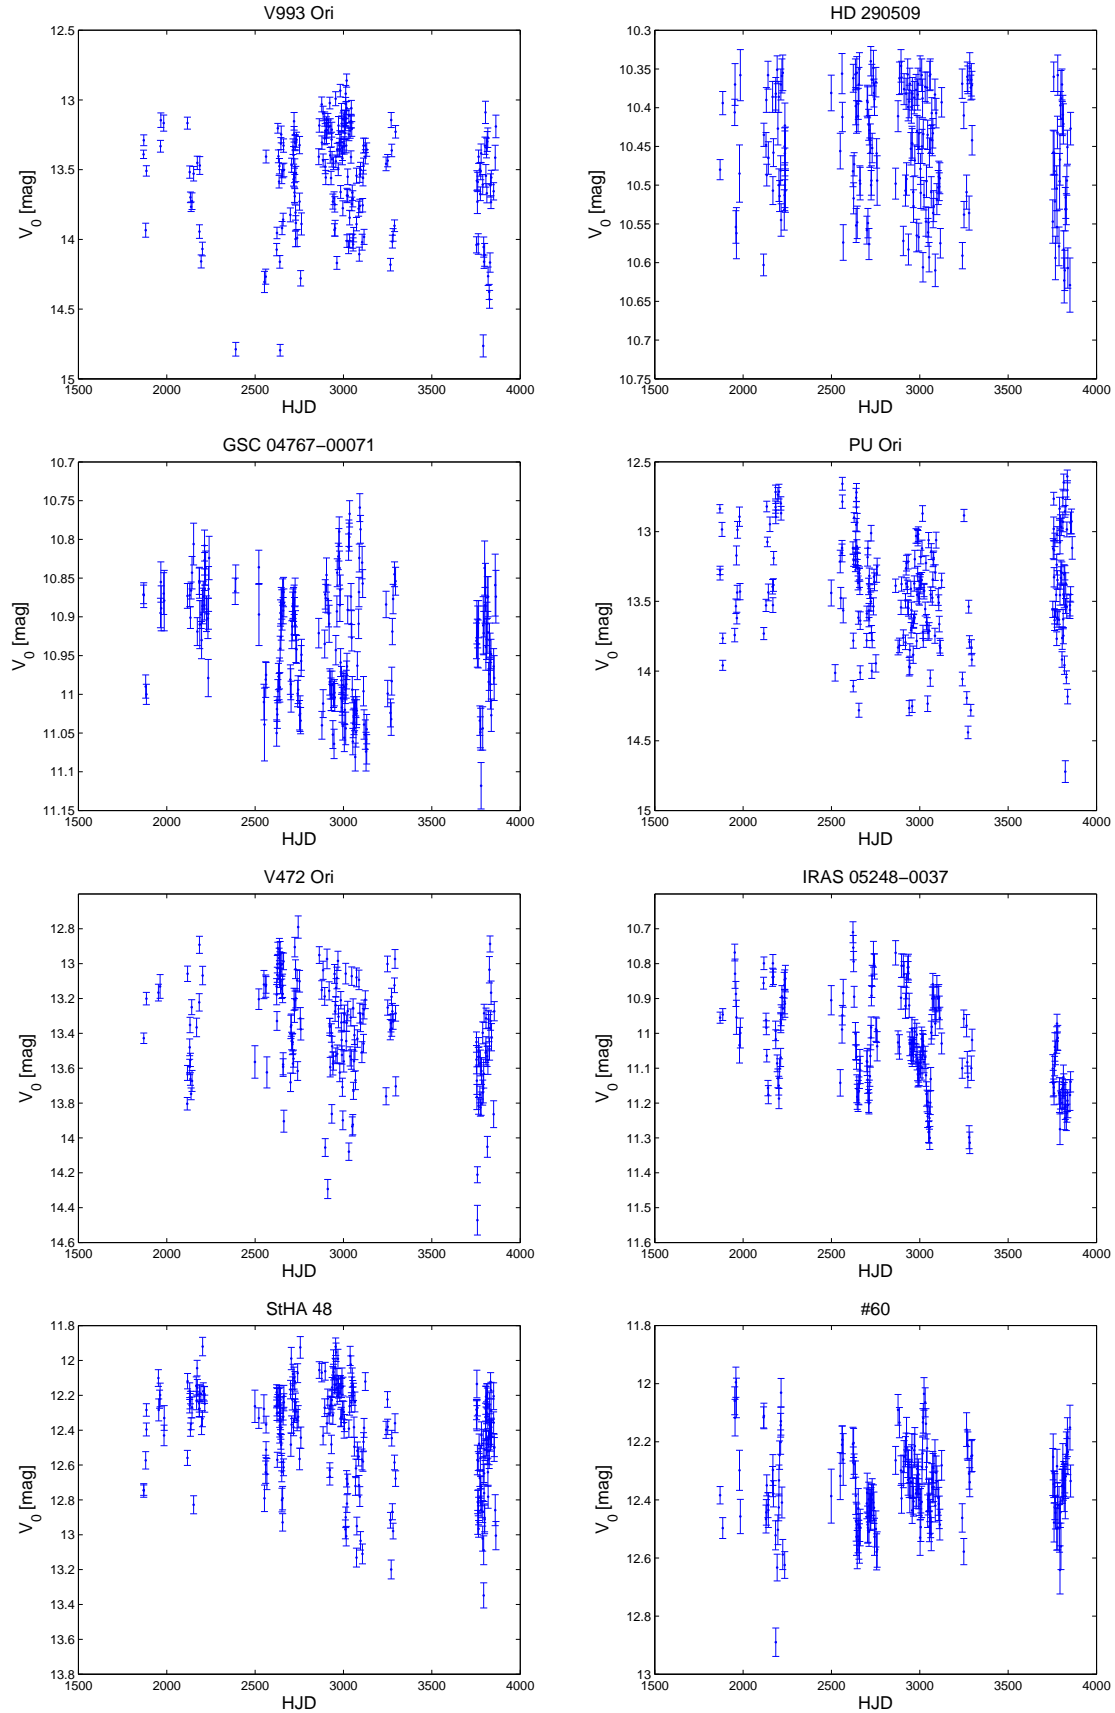 V993 Ori
12.5
13
13.5
14
14.5
15
1500 2000 2500 3000 3500 4000
V0 [mag]
HJD
HD 290509
10.3
10.35
10.4
10.45
10.5
10.55
10.6
10.65
10.7
10.75
1500 2000 2500 3000 3500 4000
V0 [mag]
HJD
GSC 04767−00071
10.7
10.75
10.8
10.85
10.9
10.95
11
11.05
11.1
11.15
1500 2000 2500 3000 3500 4000
V0 [mag]
HJD
PU Ori
12.5
13
13.5
14
14.5
15
1500 2000 2500 3000 3500 4000
V0 [mag]
HJD
V472 Ori
12.8
13
13.2
13.4
13.6
13.8
14
14.2
14.4
14.6
1500 2000 2500 3000 3500 4000
V0 [mag]
HJD
IRAS 05248−0037
10.7
10.8
10.9
11
11.1
11.2
11.3
11.4
11.5
11.6
1500 2000 2500 3000 3500 4000
V0 [mag]
HJD
StHA 48
11.8
12
12.2
12.4
12.6
12.8
13
13.2
13.4
13.6
13.8
1500 2000 2500 3000 3500 4000
V0 [mag]
HJD
#60
11.8
12
12.2
12.4
12.6
12.8
13
1500 2000 2500 3000 3500 4000
V0 [mag]
HJD